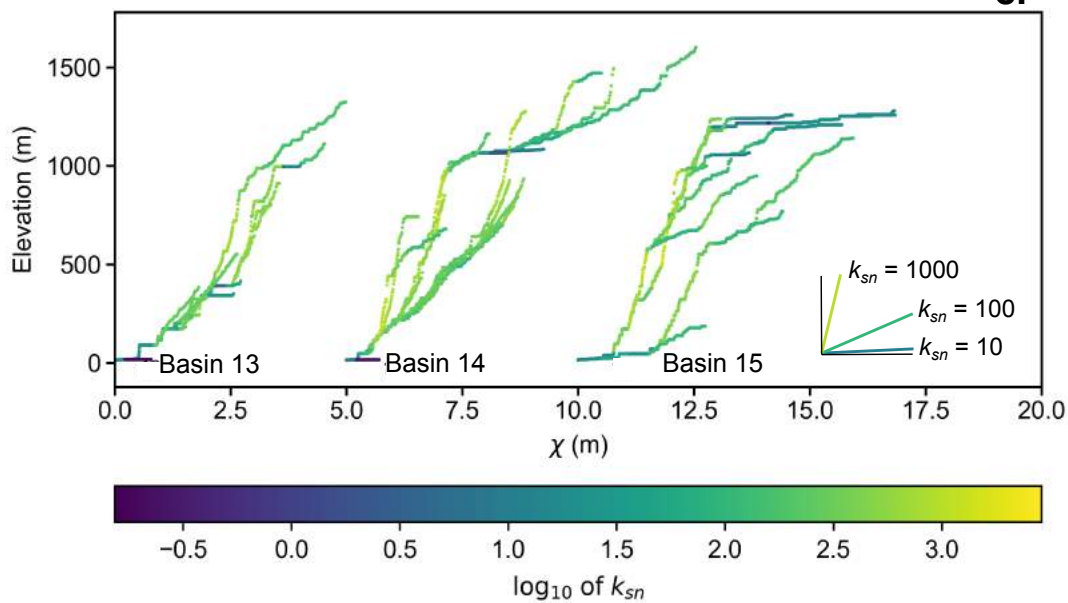 1500
1000
500
0
Elevation (m)
Basin 13
Basin 14
Basin 15
k_sn = 1000
k_sn = 100
k_sn = 10
0.0 2.5 5.0 7.5 10.0 12.5 15.0 17.5 20.0
χ (m)
−0.5 0.0 0.5 1.0 1.5 2.0 2.5 3.0
log₁₀ of k_sn